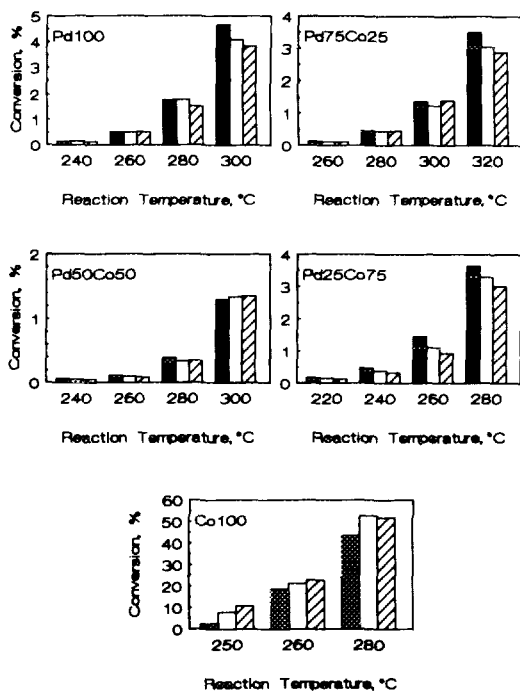 Conversion, %
5
4
3
2
1
0
Pd100
240 260 280 300
Reaction Temperature, °C
4
3
2
1
0
Pd75Co25
260 280 300 320
Reaction Temperature, °C
Conversion, %
2
1
0
Pd50Co50
240 260 280 300
Reaction Temperature, °C
4
3
2
1
0
Pd25Co75
220 240 260 280
Reaction Temperature, °C
Conversion, %
60
50
40
30
20
10
0
Co100
250 260 280
Reaction Temperature, °C